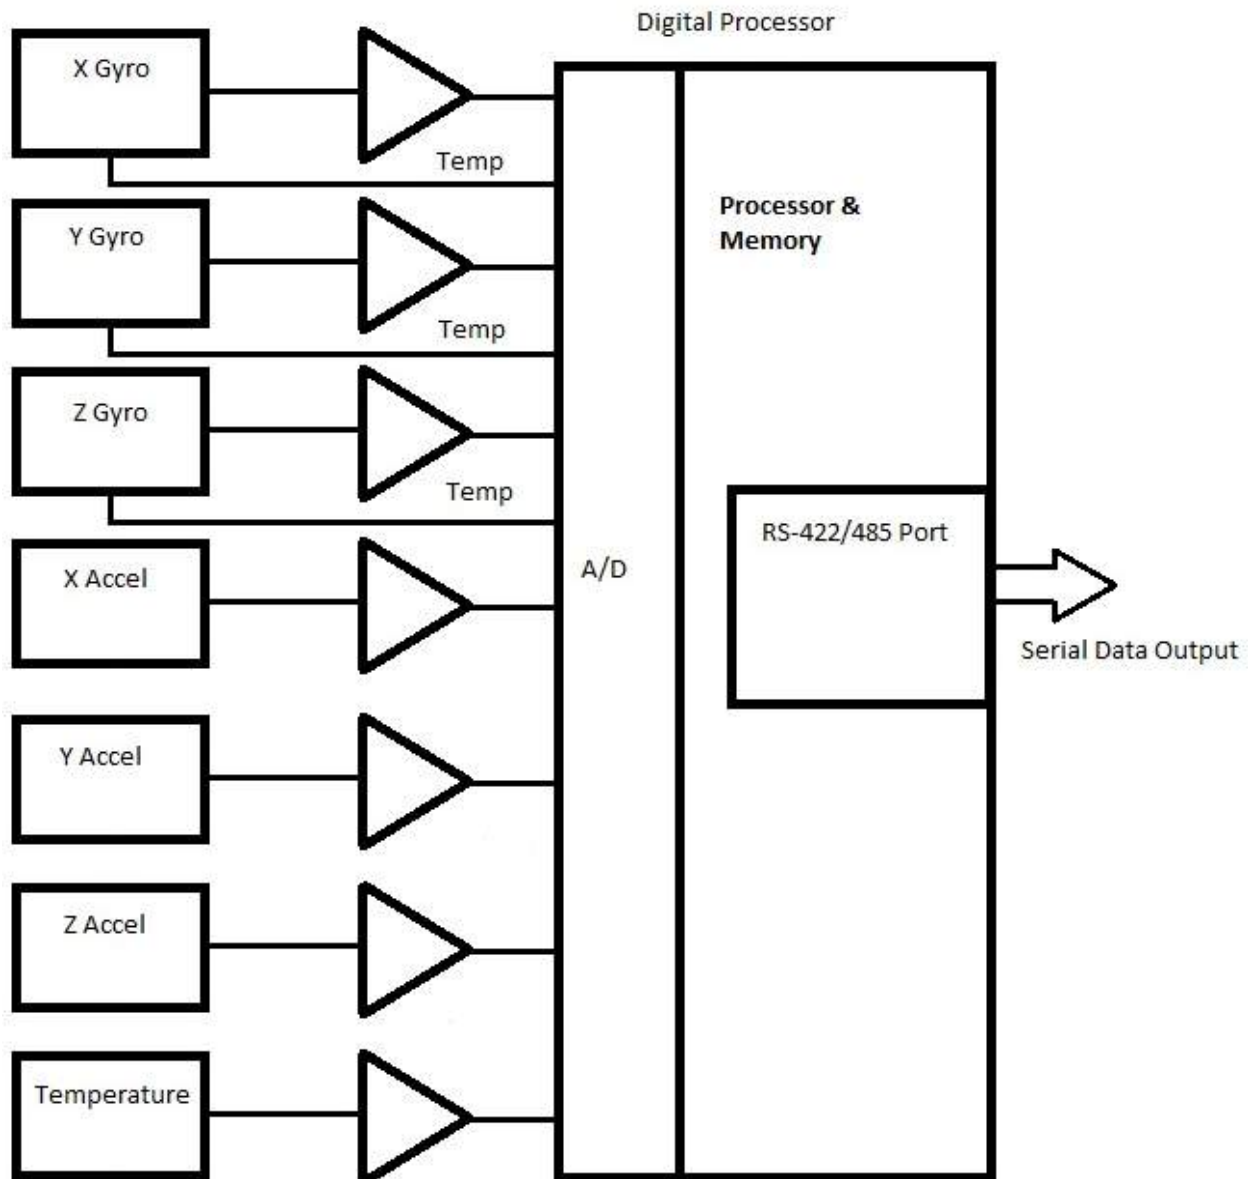 Digital Processor
X Gyro
Temp
Y Gyro
Processor &
Memory
Temp
Z Gyro
Temp
RS-422/485 Port
X Accel
A/D
Serial Data Output
Y Accel
Z Accel
Temperature